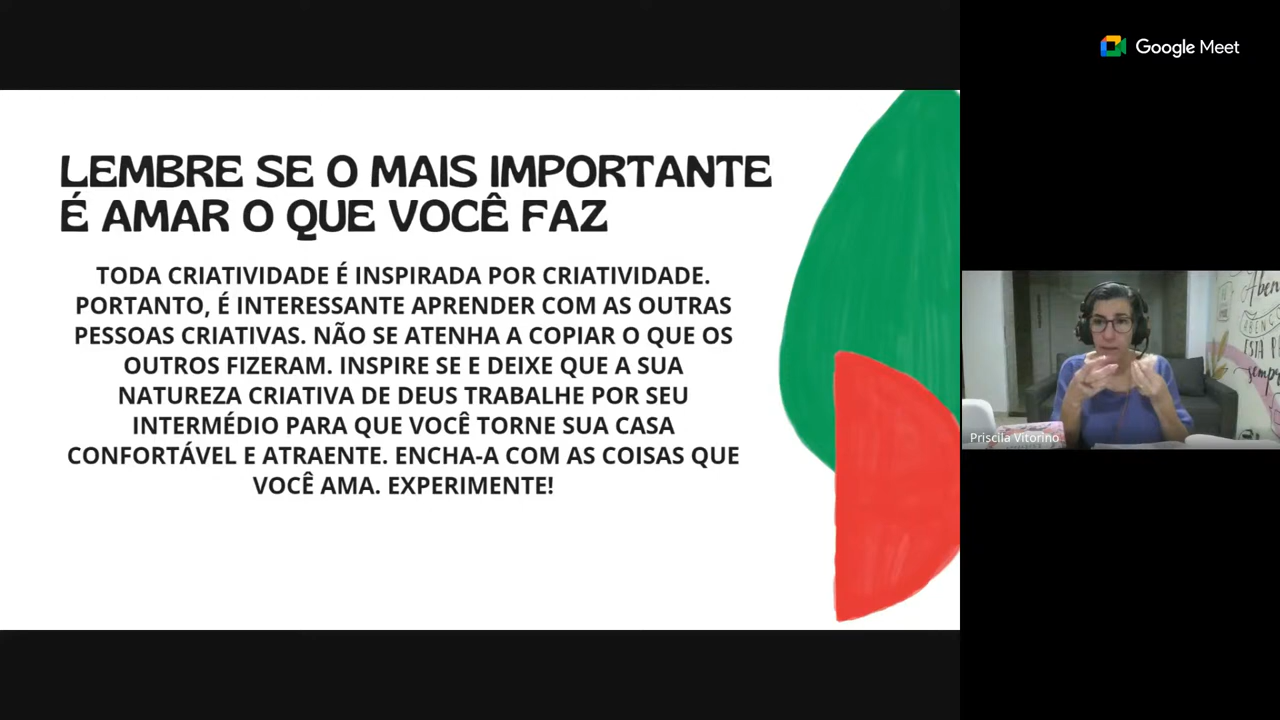 Google Meet
LEMBRE SE O MAIS IMPORTANTE
É AMAR O QUE VOCÊ FAZ
TODA CRIATIVIDADE É INSPIRADA POR CRIATIVIDADE.
PORTANTO, É INTERESSANTE APRENDER COM AS OUTRAS
PESSOAS CRIATIVAS. NÃO SE ATENHA A COPIAR O QUE OS
OUTROS FIZERAM. INSPIRE SE E DEIXE QUE A SUA
NATUREZA CRIATIVA DE DEUS TRABALHE POR SEU
INTERMÉDIO PARA QUE VOCÊ TORNE SUA CASA
CONFORTÁVEL E ATRAENTE. ENCHA-A COM AS COISAS QUE
VOCÊ AMA. EXPERIMENTE!
Priscila Vitorino